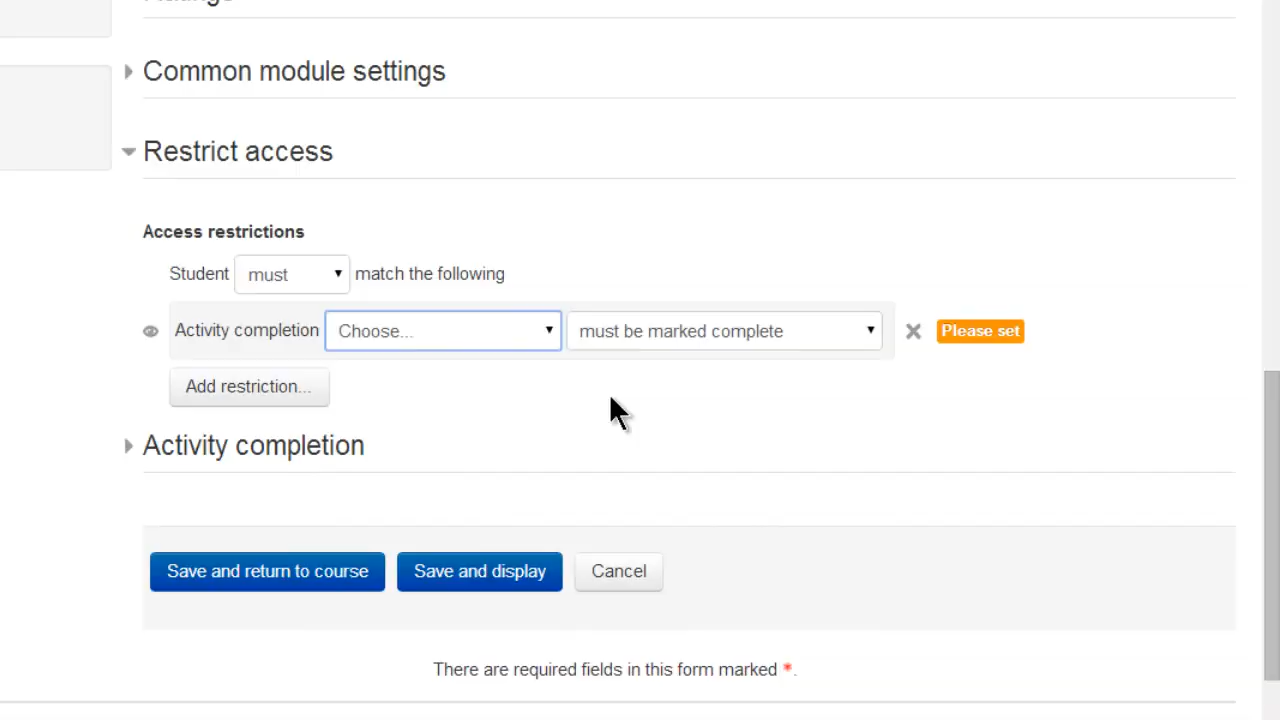 Common module settings
Restrict access
Access restrictions
Student must match the following
Activity completion Choose... must be marked complete Please set
Add restriction...
Activity completion
Save and return to course Save and display Cancel
There are required fields in this form marked *.